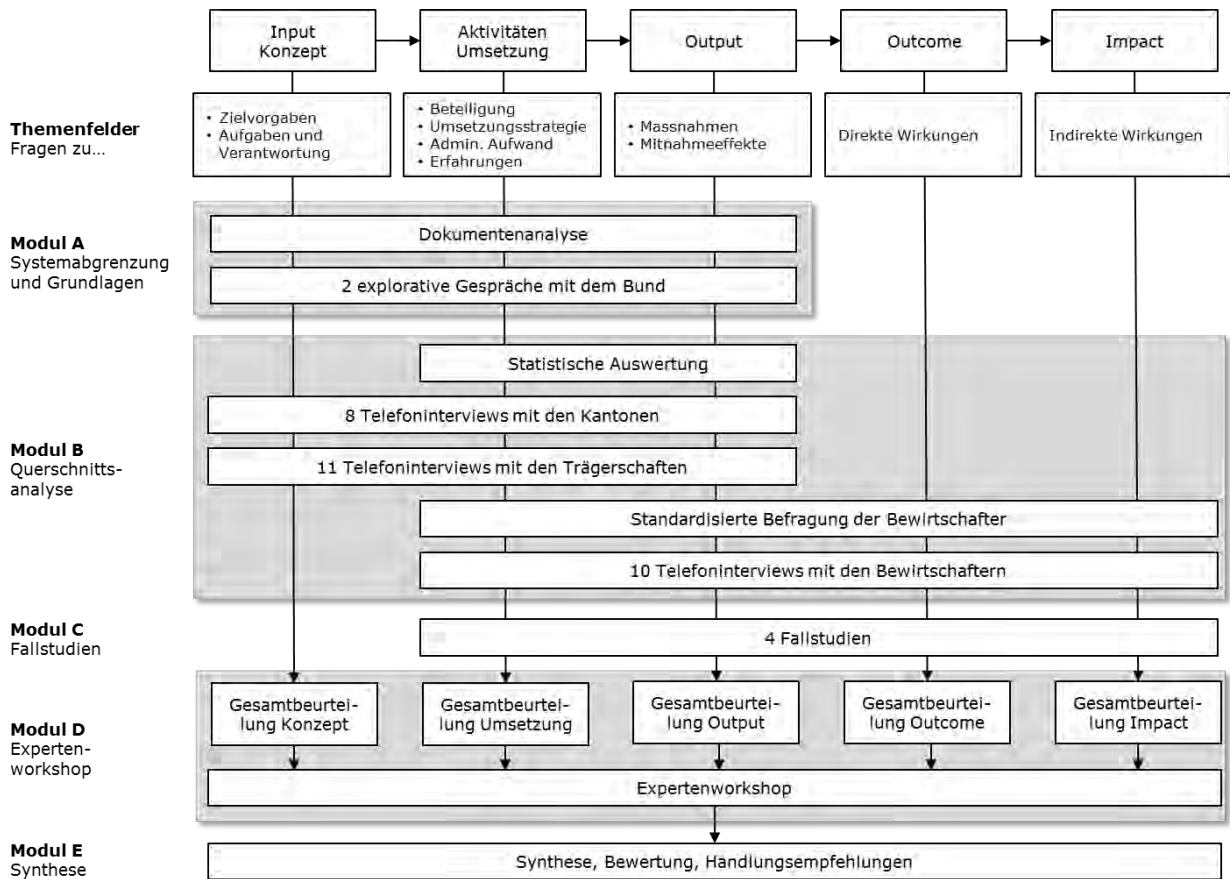 Input
Konzept
Aktivitäten
Umsetzung
Output
Outcome
Impact
Themenfelder
Fragen zu...
• Zielvorgaben
• Aufgaben und
Verantwortung
• Beteiligung
• Umsetzungsstrategie
• Admin. Aufwand
• Erfahrungen
• Massnahmen
• Mitnahmeeffekte
Direkte Wirkungen
Indirekte Wirkungen
Modul A
Systemabgrenzung
und Grundlagen
Dokumentenanalyse
2 explorative Gespräche mit dem Bund
Modul B
Querschnitts-
analyse
Statistische Auswertung
8 Telefoninterviews mit den Kantonen
11 Telefoninterviews mit den Trägerschaften
Standardisierte Befragung der Bewirtschafter
10 Telefoninterviews mit den Bewirtschaftern
Modul C
Fallstudien
4 Fallstudien
Modul D
Experten-
workshop
Gesamtbeurtei-
lung Konzept
Gesamtbeurtei-
lung Umsetzung
Gesamtbeurtei-
lung Output
Gesamtbeurtei-
lung Outcome
Gesamtbeurtei-
lung Impact
Expertenworkshop
Modul E
Synthese
Synthese, Bewertung, Handlungsempfehlungen